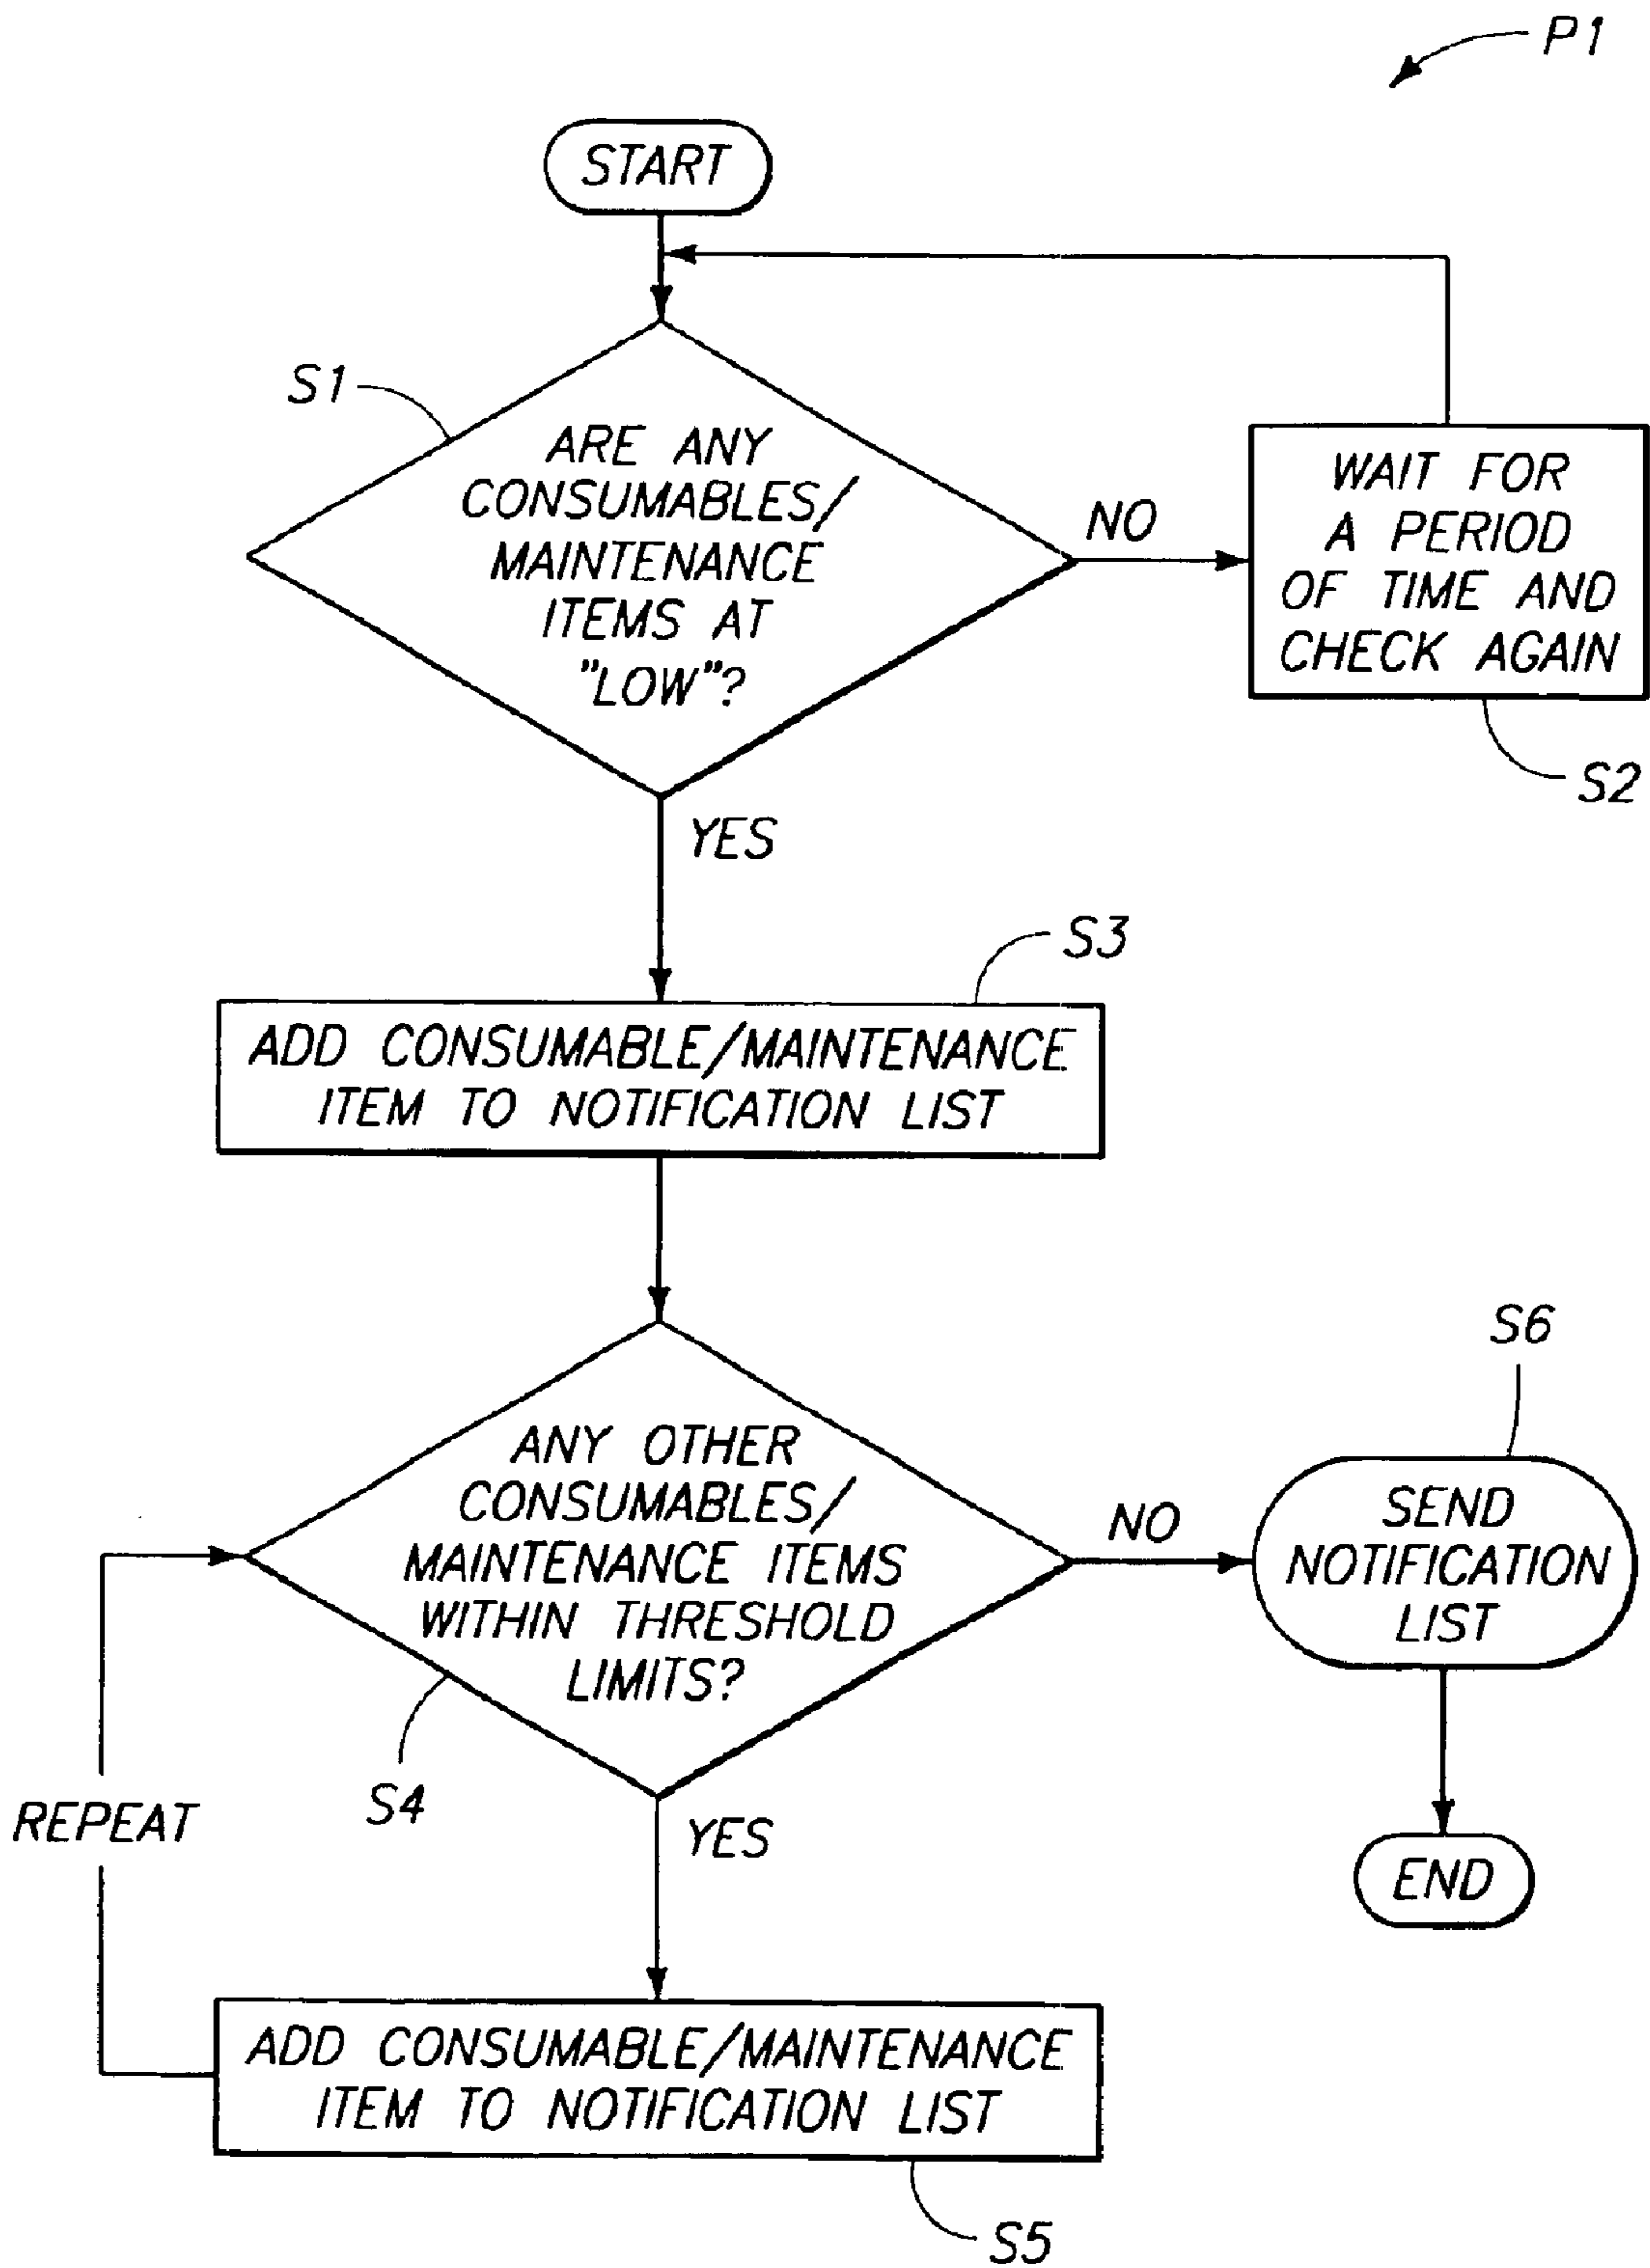 P1
START
S1
ARE ANY
CONSUMABLES/
MAINTENANCE
ITEMS AT
"LOW"?
NO
WAIT FOR
A PERIOD
OF TIME AND
CHECK AGAIN
S2
YES
S3
ADD CONSUMABLE/MAINTENANCE
ITEM TO NOTIFICATION LIST
ANY OTHER
CONSUMABLES/
MAINTENANCE ITEMS
WITHIN THRESHOLD
LIMITS?
S4
NO
S6
SEND
NOTIFICATION
LIST
END
YES
REPEAT
ADD CONSUMABLE/MAINTENANCE
ITEM TO NOTIFICATION LIST
S5